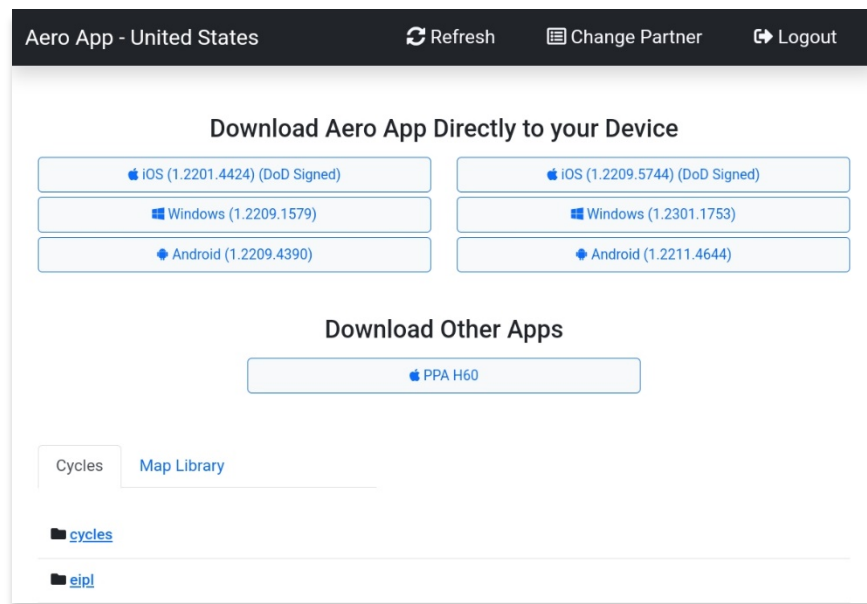 Aero App - United States Refresh Change Partner Logout
Download Aero App Directly to your Device
iOS (1.2201.4424) (DoD Signed) iOS (1.2209.5744) (DoD Signed)
Windows (1.2209.1579) Windows (1.2301.1753)
Android (1.2209.4390) Android (1.2211.4644)
Download Other Apps
PPA H60
Cycles Map Library
cycles
eipl